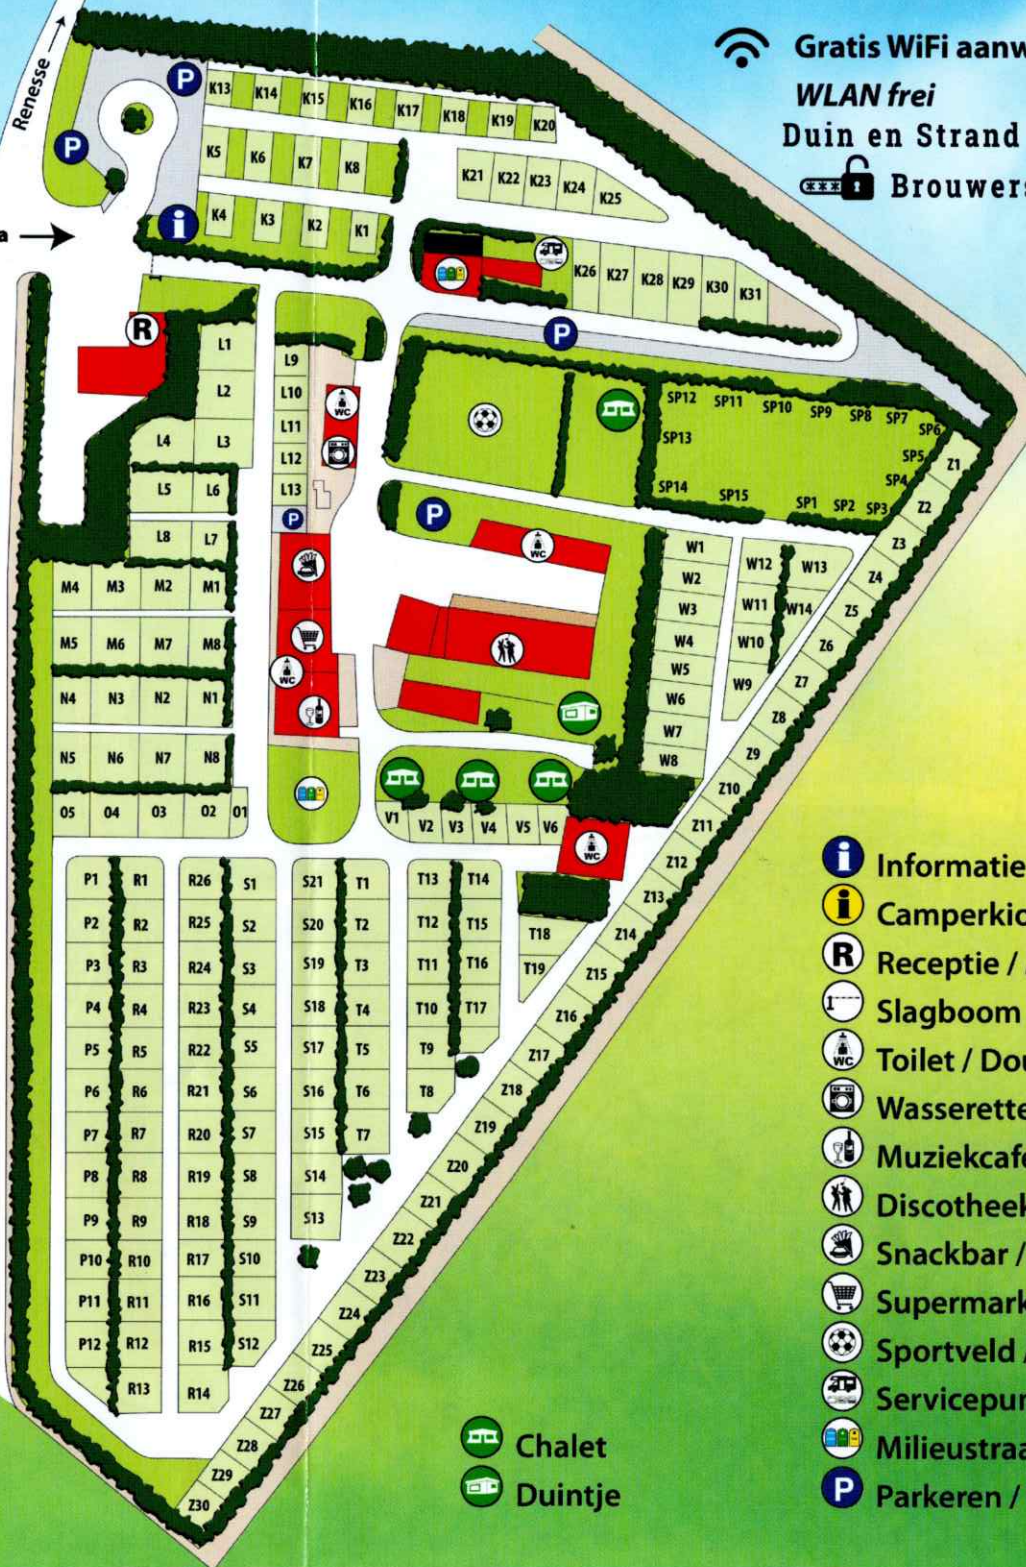 Gratis WiFi aanw
WLAN frei
Duin en Strand
*** Brouwers
Renesse
a
P
P
i
K13 K14 K15 K16 K17 K18 K19 K20
K5 K6 K7 K8
K21 K22 K23 K24 K25
K4 K3 K2 K1
K26 K27 K28 K29 K30 K31
P
R
L1
L2
L4 L3
L5 L6
L8 L7
L9
L10
L11
L12
L13
P
WC
SP12 SP11 SP10 SP9 SP8 SP7 SP6
SP13 SP5
SP14 SP15 SP1 SP2 SP3 SP4
P
WC
M4 M3 M2 M1
M5 M6 M7 M8
N4 N3 N2 N1
N5 N6 N7 N8
O5 O4 O3 O2 O1
WC
W1
W2
W3
W4
W5
W6
W7
W8
W12 W13
W11 W14
W10
W9
V1 V2 V3 V4 V5 V6
WC
P1 R1 R26 S1 S21 T1 T13 T14
P2 R2 R25 S2 S20 T2 T12 T15
P3 R3 R24 S3 S19 T3 T11 T16
P4 R4 R23 S4 S18 T4 T10 T17
P5 R5 R22 S5 S17 T5 T9
P6 R6 R21 S6 S16 T6 T8
P7 R7 R20 S7 S15 T7
P8 R8 R19 S8 S14
P9 R9 R18 S9 S13
P10 R10 R17 S10
P11 R11 R16 S11
P12 R12 R15 S12
R13 R14
T18
T19
Z1
Z2
Z3
Z4
Z5
Z6
Z7
Z8
Z9
Z10
Z11
Z12
Z13
Z14
Z15
Z16
Z17
Z18
Z19
Z20
Z21
Z22
Z23
Z24
Z25
Z26
Z27
Z28
Z29
Z30
Chalet
Duintje
i Informatie
i Camperkio
R Receptie /
Slagboom
WC Toilet / Dou
Wasserette
Muziekcafe
Discotheek
Snackbar /
Supermark
Sportveld /
Servicepun
Milieustraa
P Parkeren /